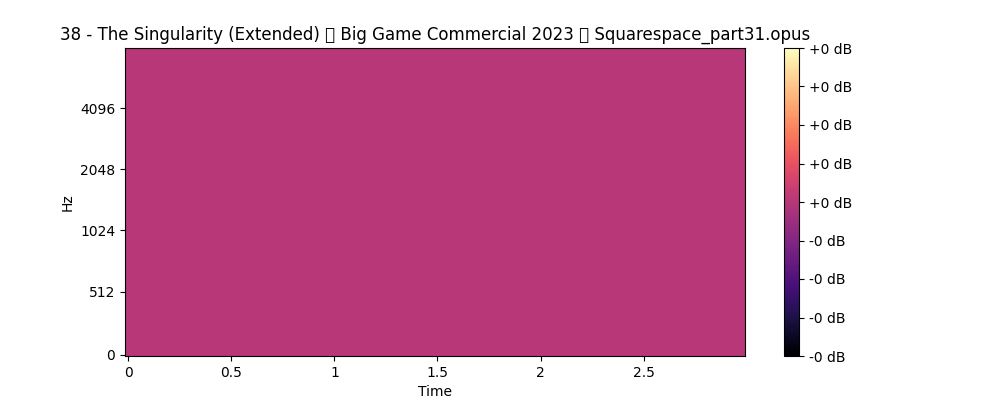 38 - The Singularity (Extended) ▯ Big Game Commercial 2023 ▯ Squarespace_part31.opus
4096
2048
1024
512
0
Hz
0 0.5 1 1.5 2 2.5
Time
+0 dB
+0 dB
+0 dB
+0 dB
+0 dB
-0 dB
-0 dB
-0 dB
-0 dB